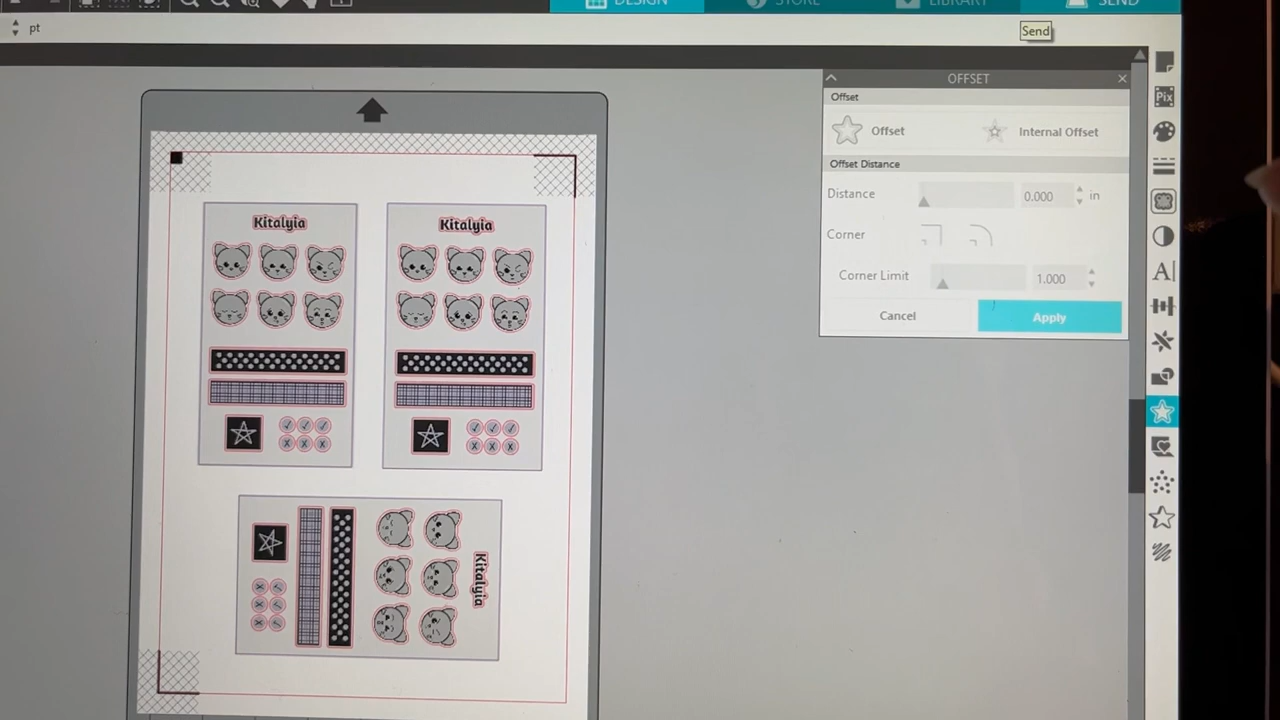 DESIGN
STORE
LIBRARY
SEND
pt
Send
OFFSET
Offset
Offset
Internal Offset
Offset Distance
Distance
0.000
in
Corner
Corner Limit
1.000
Cancel
Apply
Pix
A
Kitalyia
Kitalyia
Kitalyia